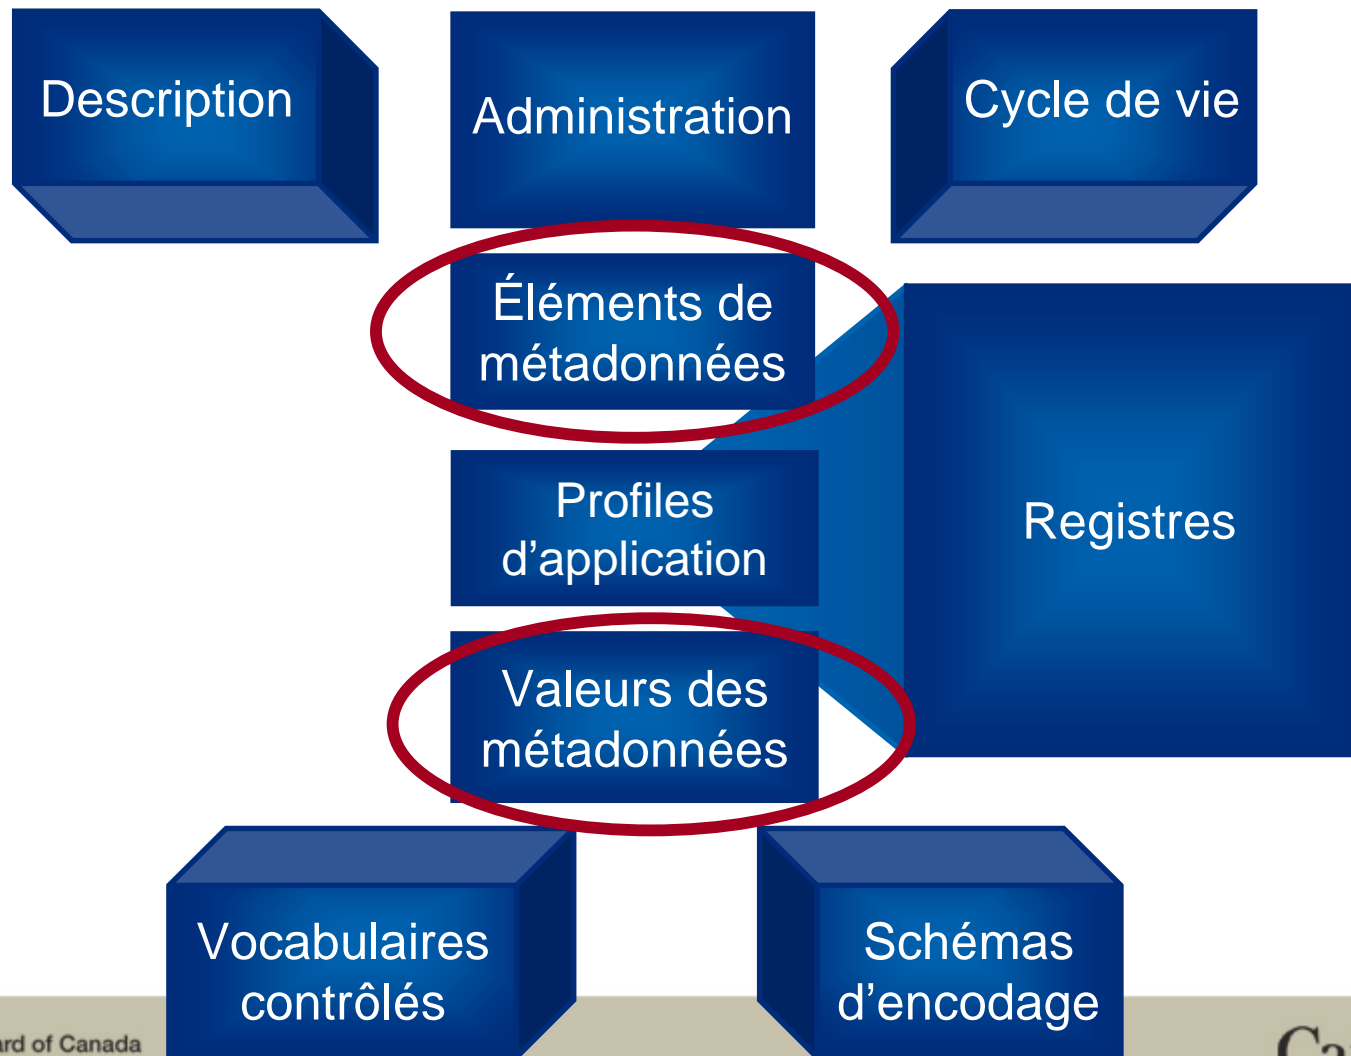 Description
Administration
Cycle de vie
Éléments de
métadonnées
Profiles
d’application
Registres
Valeurs des
métadonnées
Vocabulaires
contrôlés
Schémas
d’encodage
of Canada